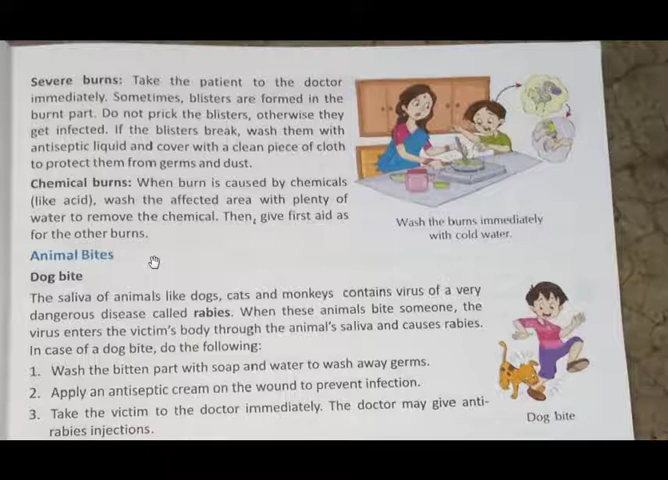 Severe burns: Take the patient to the doctor
immediately. Sometimes, blisters are formed in the
burnt part. Do not prick the blisters, otherwise they
get infected. If the blisters break, wash them with
antiseptic liquid and cover with a clean piece of cloth
to protect them from germs and dust.
Chemical burns: When burn is caused by chemicals
(like acid), wash the affected area with plenty of
water to remove the chemical. Then, give first aid as
for the other burns.
Wash the burns immediately
with cold water.
Animal Bites
Dog bite
The saliva of animals like dogs, cats and monkeys contains virus of a very
dangerous disease called rabies. When these animals bite someone, the
virus enters the victim's body through the animal's saliva and causes rabies.
In case of a dog bite, do the following:
1. Wash the bitten part with soap and water to wash away germs.
2. Apply an antiseptic cream on the wound to prevent infection.
3. Take the victim to the doctor immediately. The doctor may give anti-
rabies injections.
Dog bite